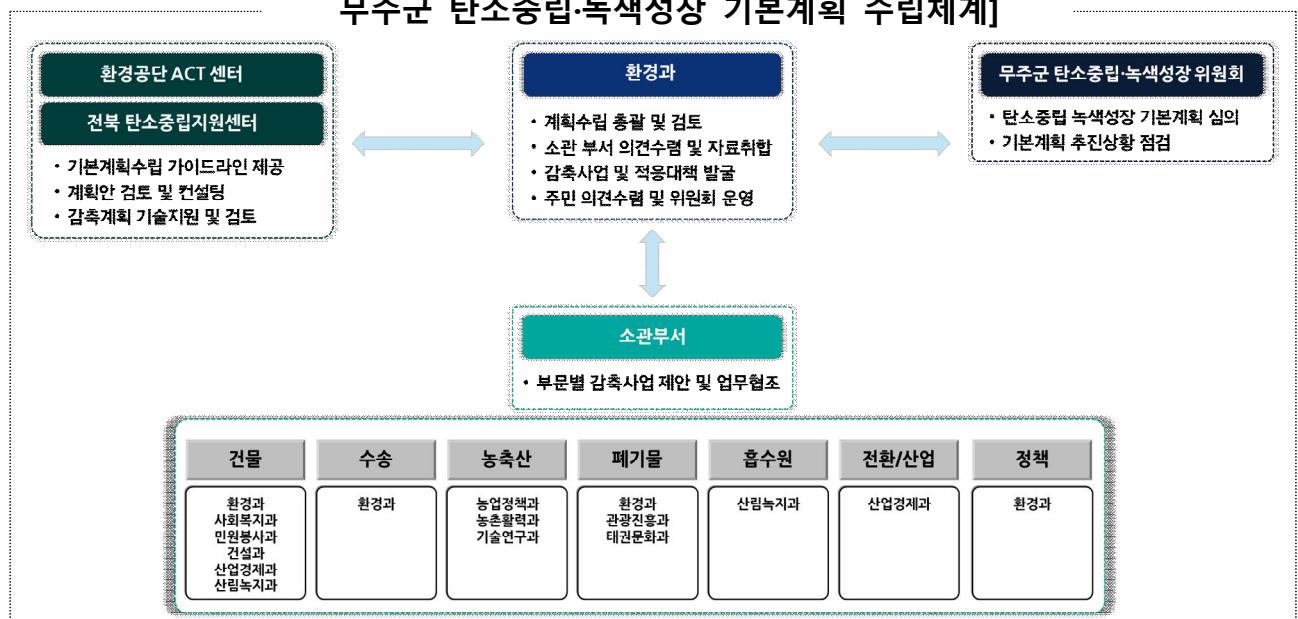 무주군 탄소중립·녹색성장 기본계획 수립체계]
환경공단 ACT 센터
전북 탄소중립지원센터
• 기본계획수립 가이드라인 제공
• 계획안 검토 및 컨설팅
• 감축계획 기술지원 및 검토
환경과
• 계획수립 총괄 및 검토
• 소관 부서 의견수렴 및 자료취합
• 감축사업 및 적응대책 발굴
• 주민 의견수렴 및 위원회 운영
무주군 탄소중립·녹색성장 위원회
• 탄소중립 녹색성장 기본계획 심의
• 기본계획 추진상황 점검
소관부서
• 부문별 감축사업 제안 및 업무협조
건물
환경과
사회복지과
민원봉사과
건설과
산업경제과
산림녹지과
수송
환경과
농축산
농업정책과
농촌활력과
기술연구과
폐기물
환경과
관광진흥과
태권문화과
흡수원
산림녹지과
전환/산업
산업경제과
정책
환경과